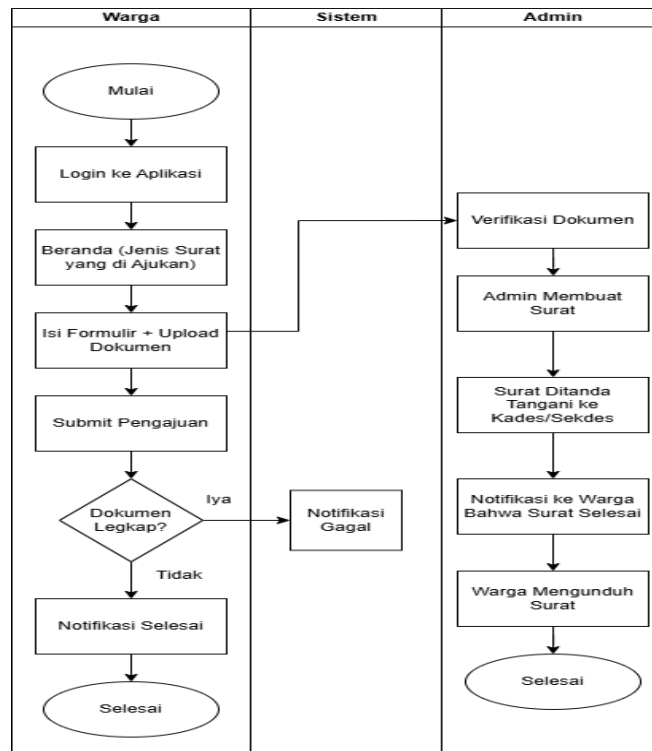 Warga
Sistem
Admin
Mulai
Login ke Aplikasi
Beranda (Jenis Surat
yang di Ajukan)
Isi Formulir + Upload
Dokumen
Submit Pengajuan
Dokumen
Legkap?
Iya
Tidak
Notifikasi Selesai
Selesai
Notifikasi
Gagal
Verifikasi Dokumen
Admin Membuat
Surat
Surat Ditanda
Tangani ke
Kades/Sekdes
Notifikasi ke Warga
Bahwa Surat Selesai
Warga Mengunduh
Surat
Selesai